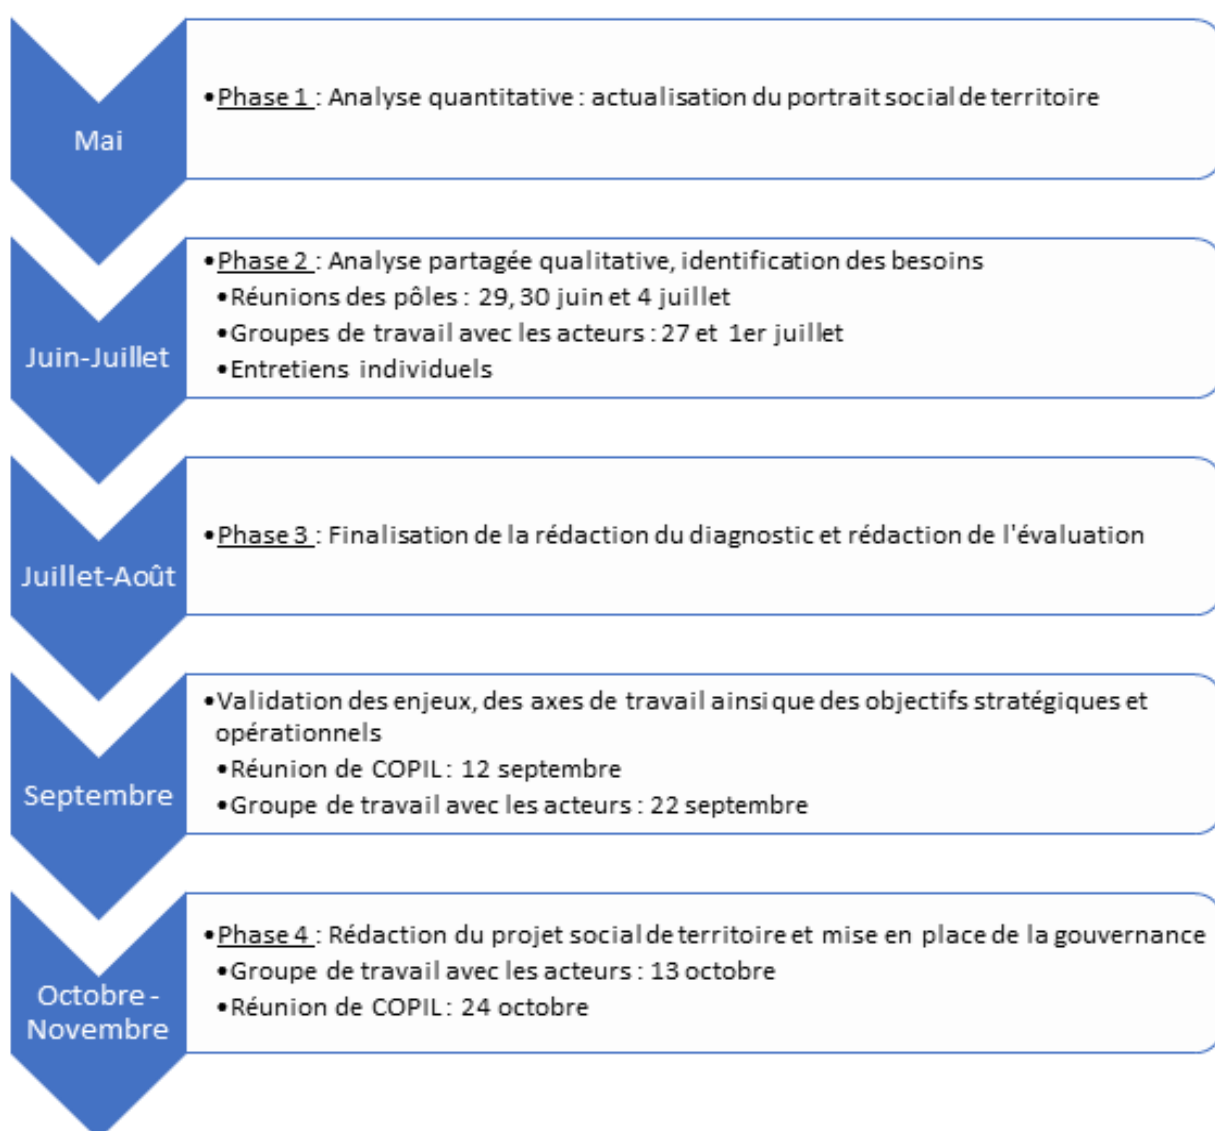 Mai
•Phase 1 : Analyse quantitative : actualisation du portrait social de territoire
Juin-Juillet
•Phase 2 : Analyse partagée qualitative, identification des besoins
•Réunions des pôles : 29, 30 juin et 4 juillet
•Groupes de travail avec les acteurs : 27 et 1er juillet
•Entretiens individuels
Juillet-Août
•Phase 3 : Finalisation de la rédaction du diagnostic et rédaction de l'évaluation
Septembre
•Validation des enjeux, des axes de travail ainsi que des objectifs stratégiques et
opérationnels
•Réunion de COPIL : 12 septembre
•Groupe de travail avec les acteurs : 22 septembre
Octobre -
Novembre
•Phase 4 : Rédaction du projet social de territoire et mise en place de la gouvernance
•Groupe de travail avec les acteurs : 13 octobre
•Réunion de COPIL : 24 octobre